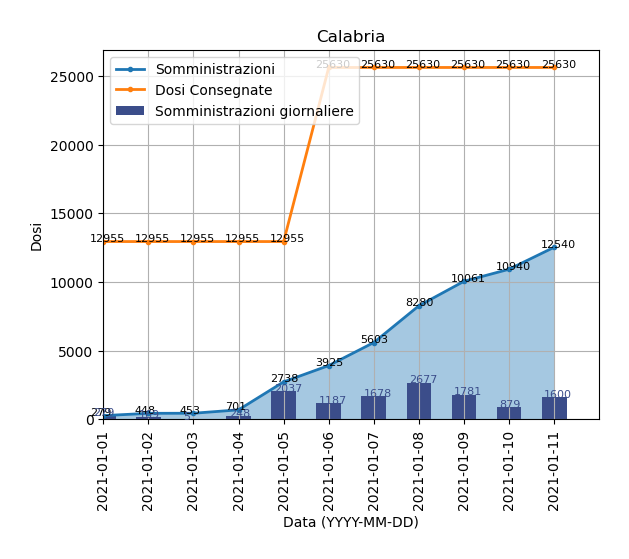 Calabria
Somministrazioni
Dosi Consegnate
Somministrazioni giornaliere
25630 25630 25630 25630 25630 25630
12955 12955 12955 12955 12955
279 448 453 701 2738 3925 5603 8280 10061 10940 12540
2037 1187 1678 2677 1781 879 1600
Dosi
25000
20000
15000
10000
5000
0
2021-01-01
2021-01-02
2021-01-03
2021-01-04
2021-01-05
2021-01-06
2021-01-07
2021-01-08
2021-01-09
2021-01-10
2021-01-11
Data (YYYY-MM-DD)